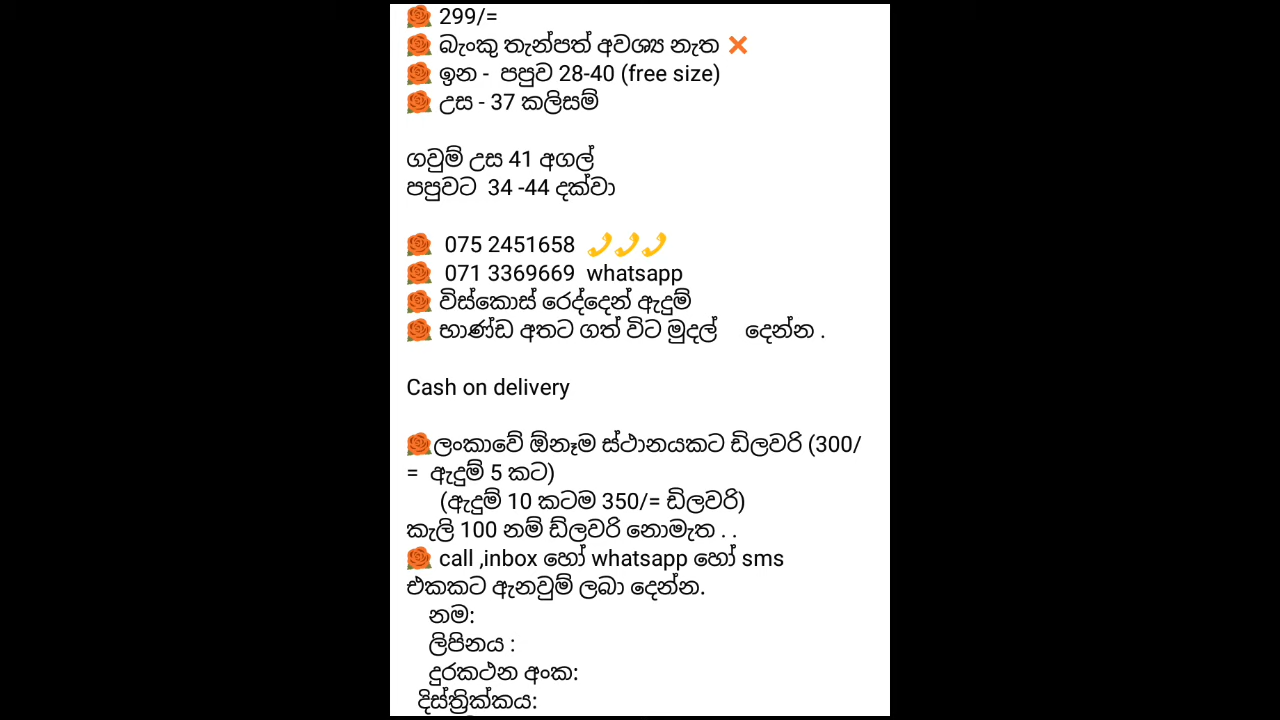 🌹 299/=
🌹 බැංකු තැන්පත් අවශ්‍ය නැත ❌
🌹 ඉන -  පපුව 28-40 (free size)
🌹 උස - 37 කලිසම්
ගවුම් උස 41 අගල්
පපුවට  34 -44 දක්වා
🌹  075 2451658  🤙🤙🤙
🌹  071 3369669  whatsapp
🌹 විස්කොස් රෙද්දෙන් ඇදුම්
🌹 භාණ්ඩ අතට ගත් විට මුදල්    දෙන්න .
Cash on delivery
🌹ලංකාවේ ඕනෑම ස්ථානයකට ඩිලවරි (300/
=  ඇදුම් 5 කට)
(ඇදුම් 10 කටම 350/= ඩිලවරි)
කැලි 100 නම් ඩ්ලවරි නොමැත . .
🌹 call ,inbox හෝ whatsapp හෝ sms
එකකට ඇනවුම් ලබා දෙන්න.
නම:
ලිපිනය :
දුරකථන අංක:
දිස්ත්‍රික්කය: